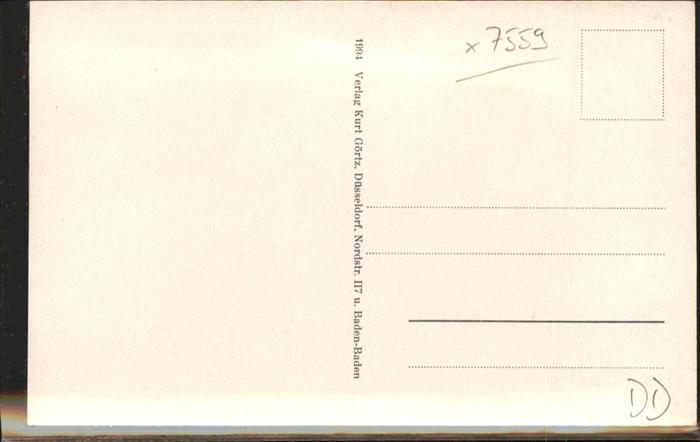 x 7559
1994 Verlag Kurt Görtz, Düsseldorf, Nordstr. 117 u. Baden-Baden
DD